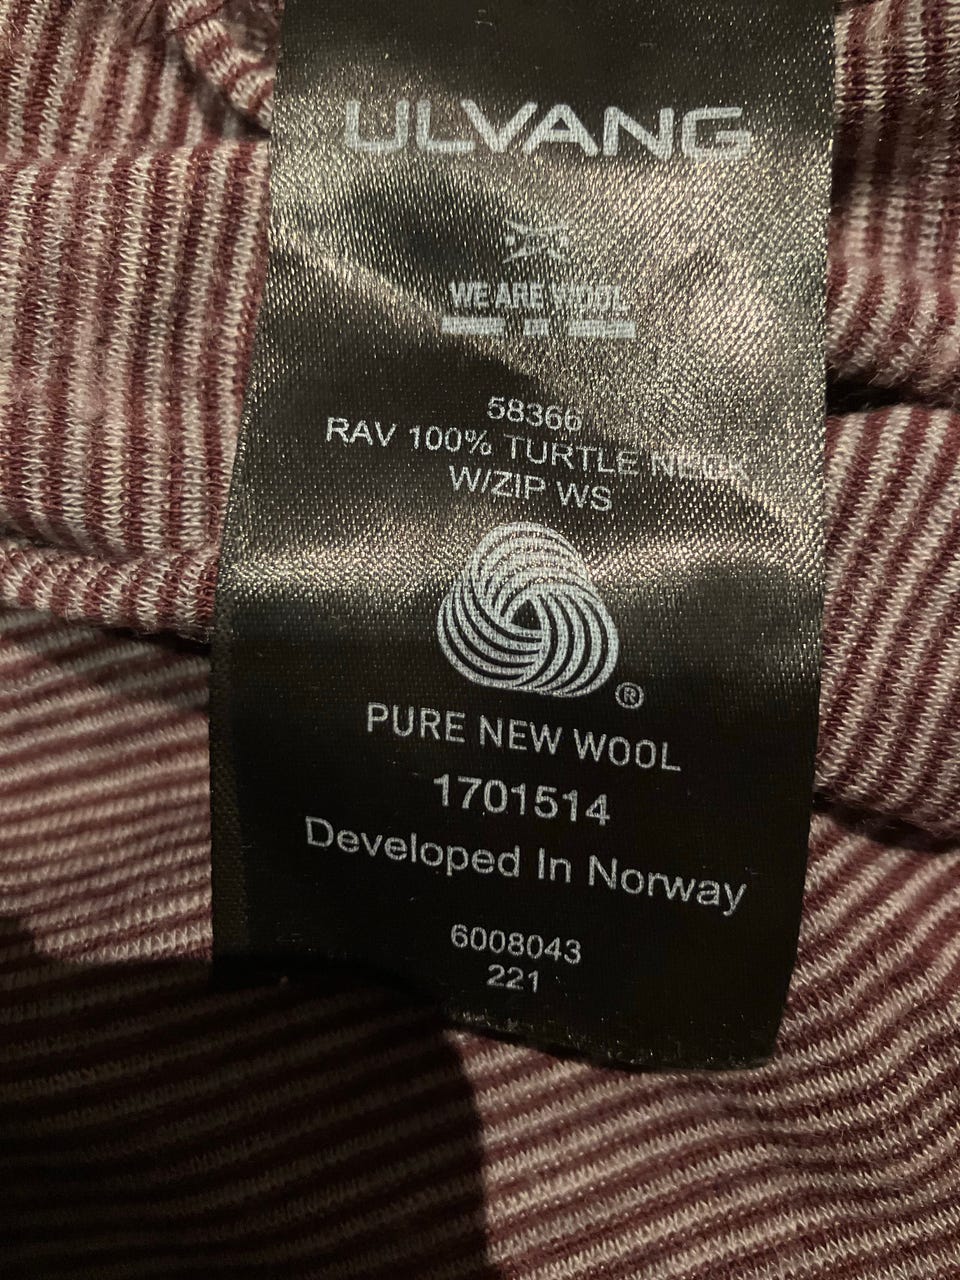 ULVANG
WE ARE WOOL
58366
RAV 100% TURTLE NECK
W/ZIP WS
®
PURE NEW WOOL
1701514
Developed In Norway
6008043
221